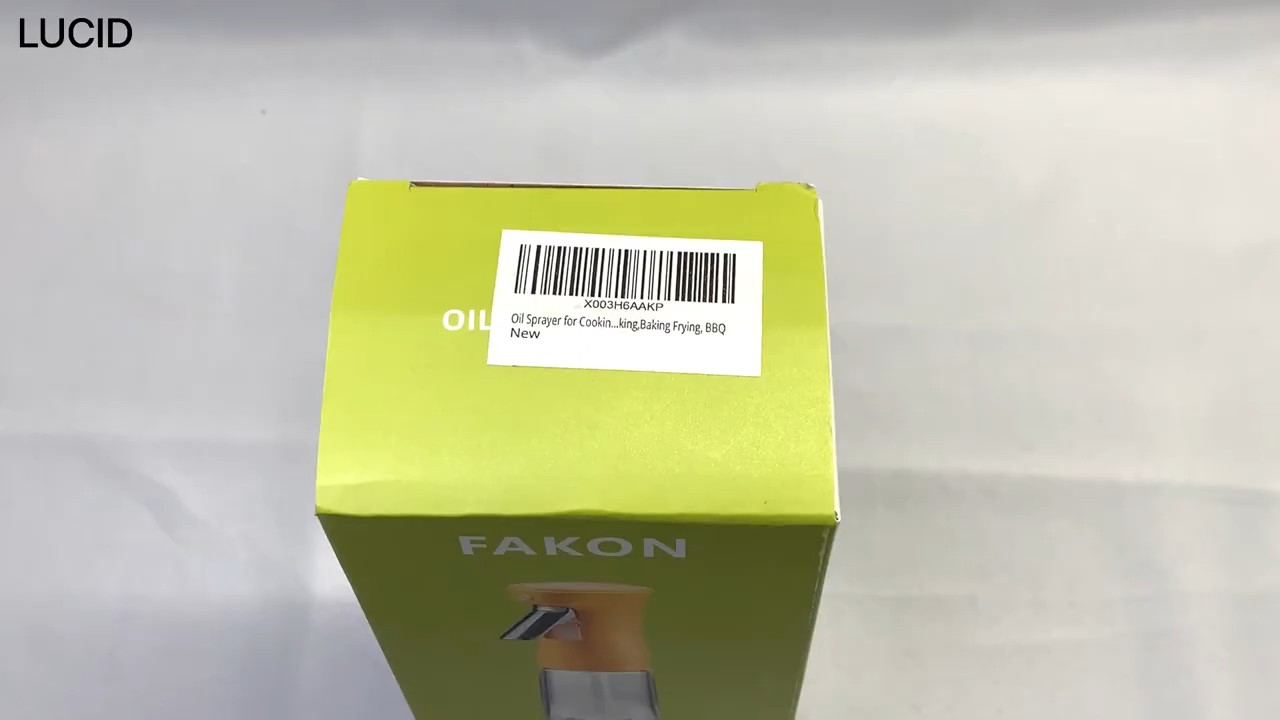 LUCID
X003H6AAKP
OIL
Oil Sprayer for Cookin...king,Baking Frying, BBQ
New
FAKON